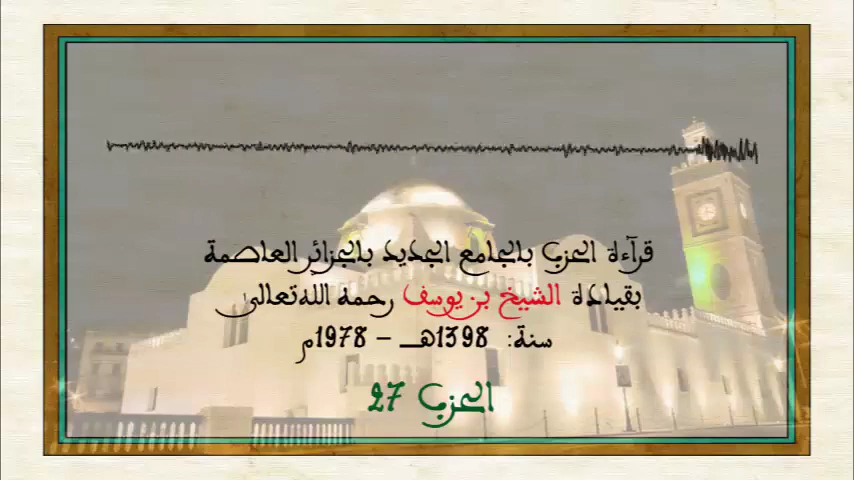 قرآءة الحزب بالجامع الجديد بالجزائر العاصمة
بقيادة الشيخ بن يوسف رحمه الله تعالى
سنة: 1398هـ - 1978م
الحزب 27